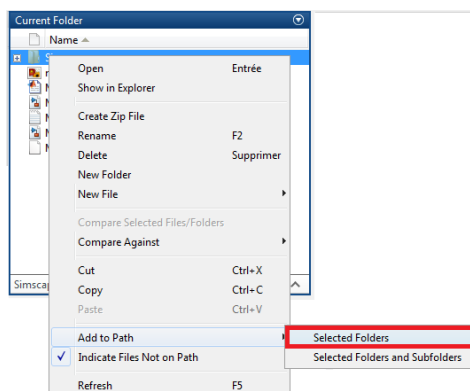 Current Folder
Name
Open Entrée
Show in Explorer
Create Zip File
Rename F2
Delete Supprimer
New Folder
New File
Compare Selected Files/Folders
Compare Against
Cut Ctrl+X
Simscap
Copy Ctrl+C
Paste Ctrl+V
Add to Path Selected Folders
Indicate Files Not on Path Selected Folders and Subfolders
Refresh F5